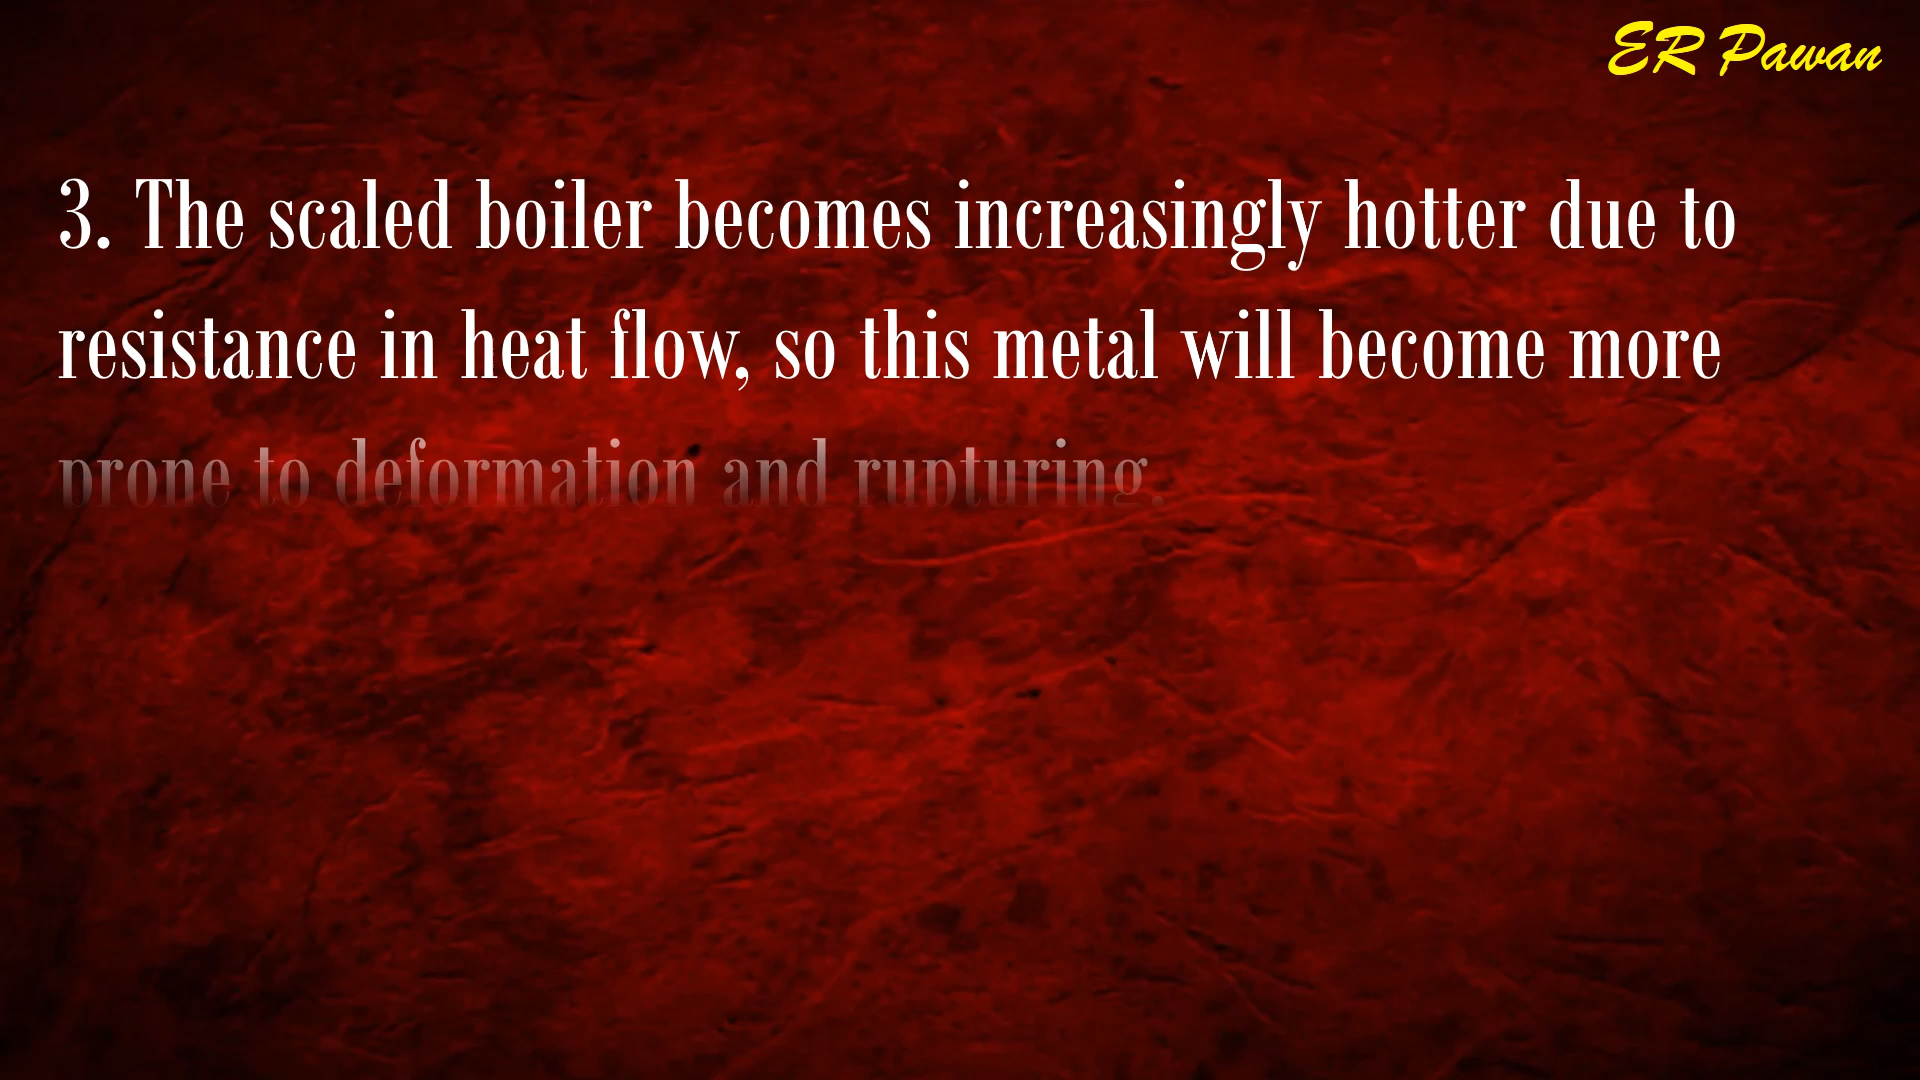 ER Pawan
3. The scaled boiler becomes increasingly hotter due to
resistance in heat flow, so this metal will become more
prone to deformation and rupturing.